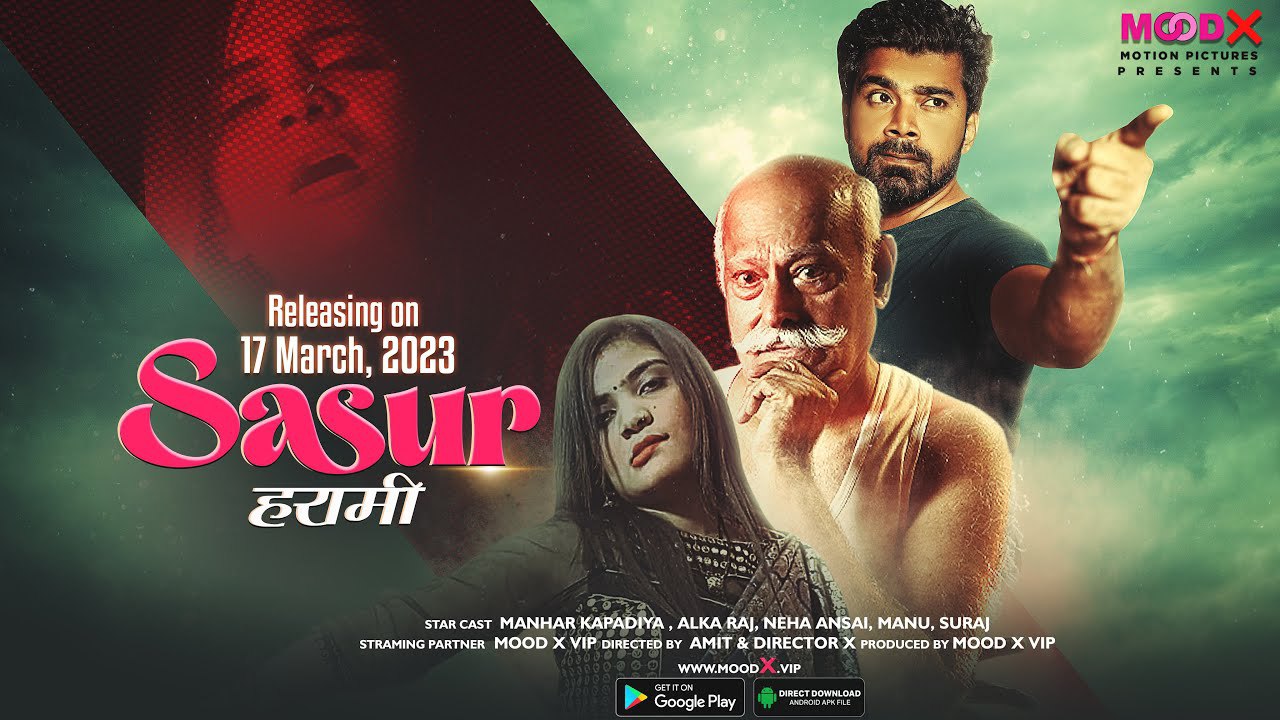 MOODX
MOTION PICTURES
PRESENTS
Releasing on
17 March, 2023
Sasur
हरामी
STAR CAST MANHAR KAPADIYA , ALKA RAJ, NEHA ANSAI, MANU, SURAJ
STRAMING PARTNER MOOD X VIP DIRECTED BY AMIT & DIRECTOR X PRODUCED BY MOOD X VIP
WWW.MOODX.VIP
GET IT ON
Google Play
DIRECT DOWNLOAD
ANDROID APK FILE